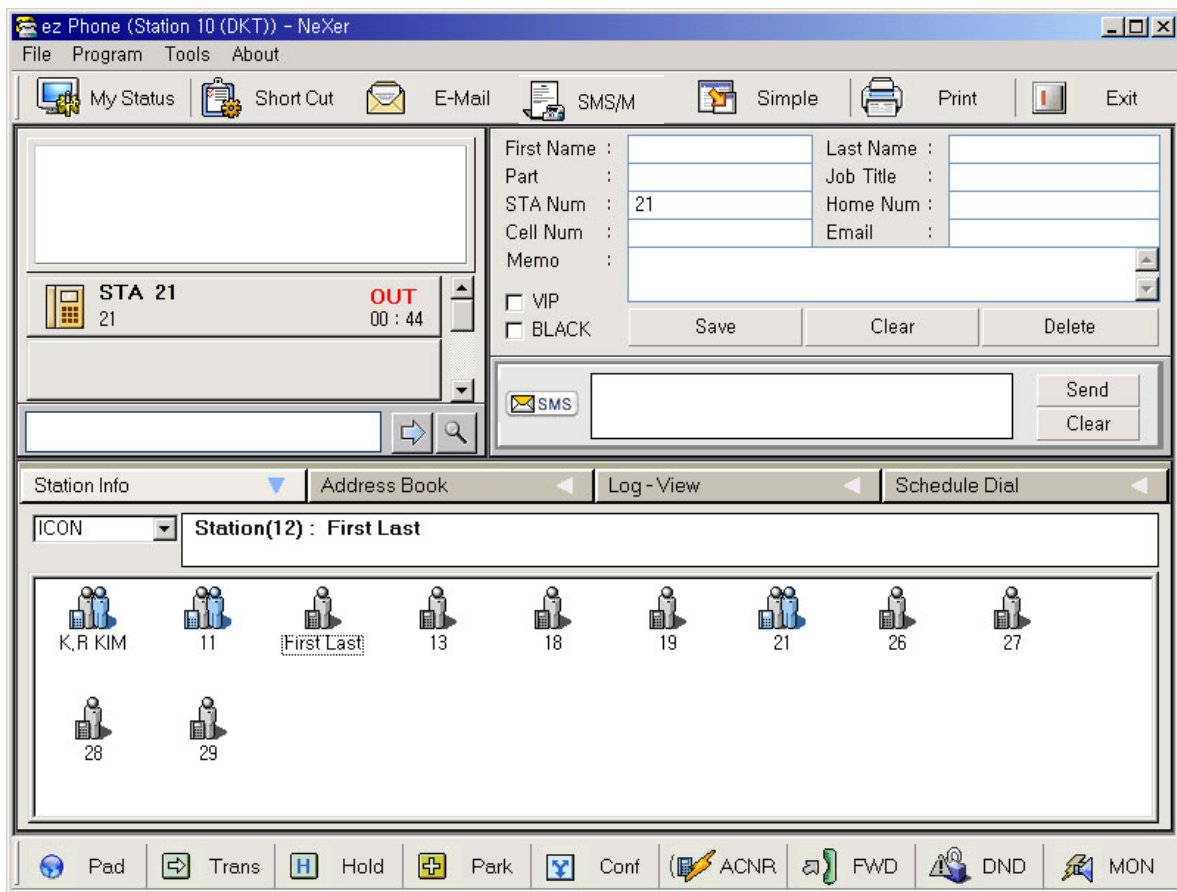 ez Phone (Station 10 (DKT)) - NeXer
File Program Tools About
My Status Short Cut E-Mail SMS/M Simple Print Exit
First Name : Last Name :
Part : Job Title :
STA Num : 21 Home Num :
Cell Num : Email :
Memo :
VIP
BLACK Save Clear Delete
STA 21 OUT
21 00 : 44
SMS Send
Clear
Station Info Address Book Log-View Schedule Dial
ICON Station(12) : First Last
K,R KIM 11 First Last 13 18 19 21 26 27
28 29
Pad Trans H Hold Park Conf ACNR FWD DND MON